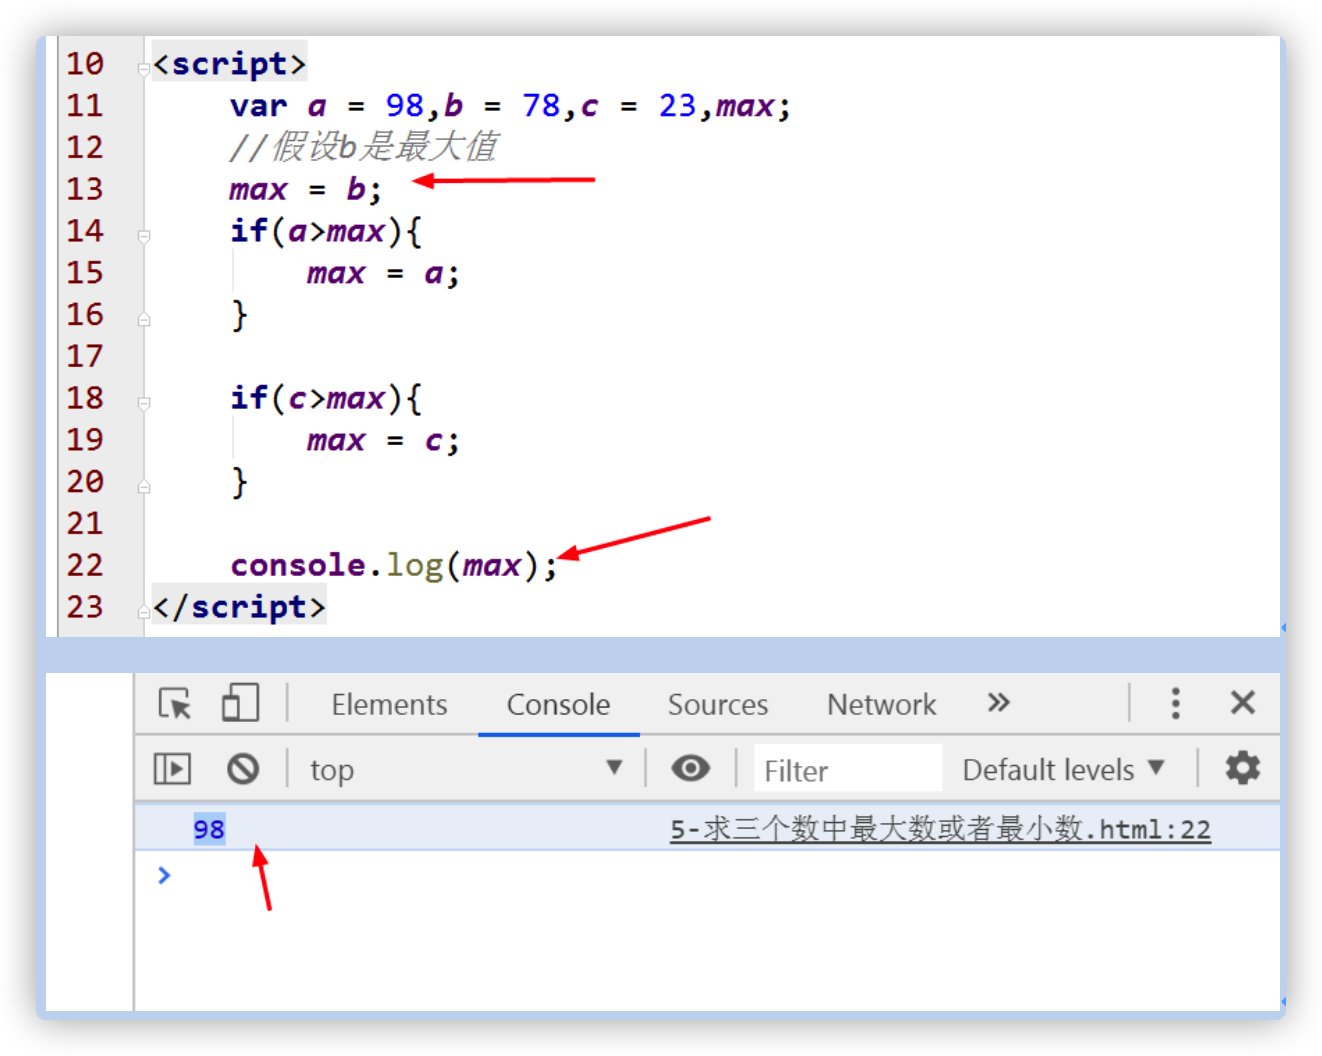 10 <script>
11 var a = 98,b = 78,c = 23,max;
12 //假设b是最大值
13 max = b;
14 if(a>max){
15 max = a;
16 }
17
18 if(c>max){
19 max = c;
20 }
21
22 console.log(max);
23 </script>
Elements Console Sources Network »
top Filter Default levels
98 5-求三个数中最大数或者最小数.html:22